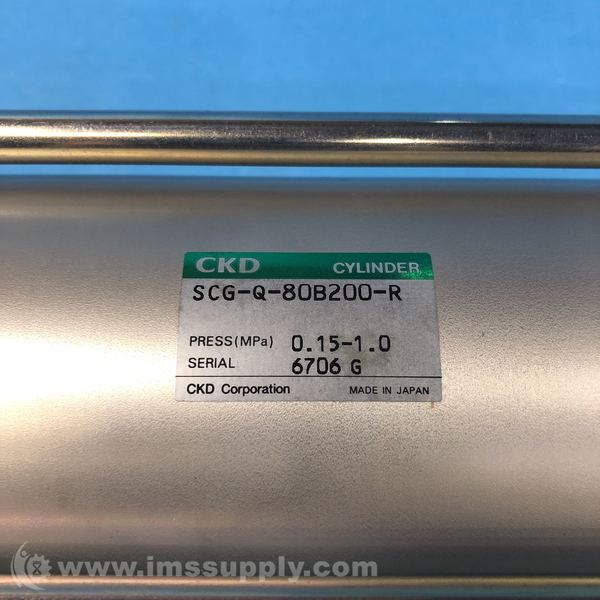 CKD CYLINDER
SCG-Q-80B200-R
PRESS(MPa) 0.15-1.0
SERIAL 6706 G
CKD Corporation MADE IN JAPAN
www.imssupply.com